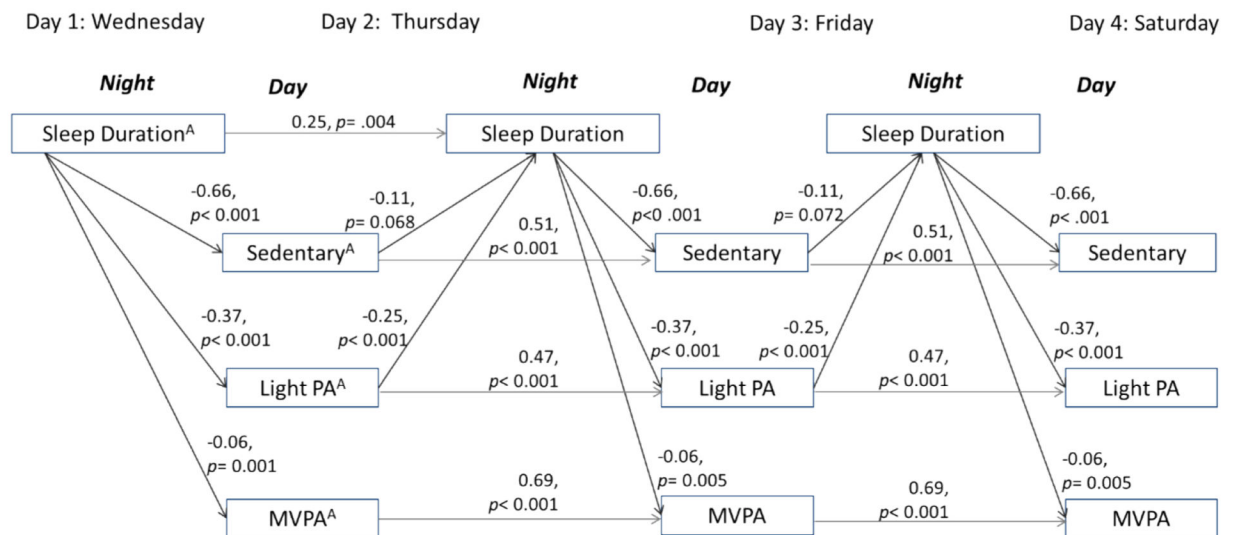 Day 1: Wednesday
Day 2: Thursday
Day 3: Friday
Day 4: Saturday
Night
Day
Night
Day
Night
Day
Sleep Durationᴬ
0.25, p= .004
Sleep Duration
Sleep Duration
-0.66,
p< 0.001
-0.11,
p= 0.068
0.51,
p< 0.001
-0.66,
p<0 .001
-0.11,
p= 0.072
0.51,
p< 0.001
-0.66,
p< .001
Sedentaryᴬ
Sedentary
Sedentary
-0.37,
p< 0.001
-0.25,
p< 0.001
0.47,
p< 0.001
-0.37,
p< 0.001
-0.25,
p< 0.001
0.47,
p< 0.001
-0.37,
p< 0.001
Light PAᴬ
Light PA
Light PA
-0.06,
p= 0.001
0.69,
p< 0.001
-0.06,
p= 0.005
0.69,
p< 0.001
-0.06,
p= 0.005
MVPAᴬ
MVPA
MVPA